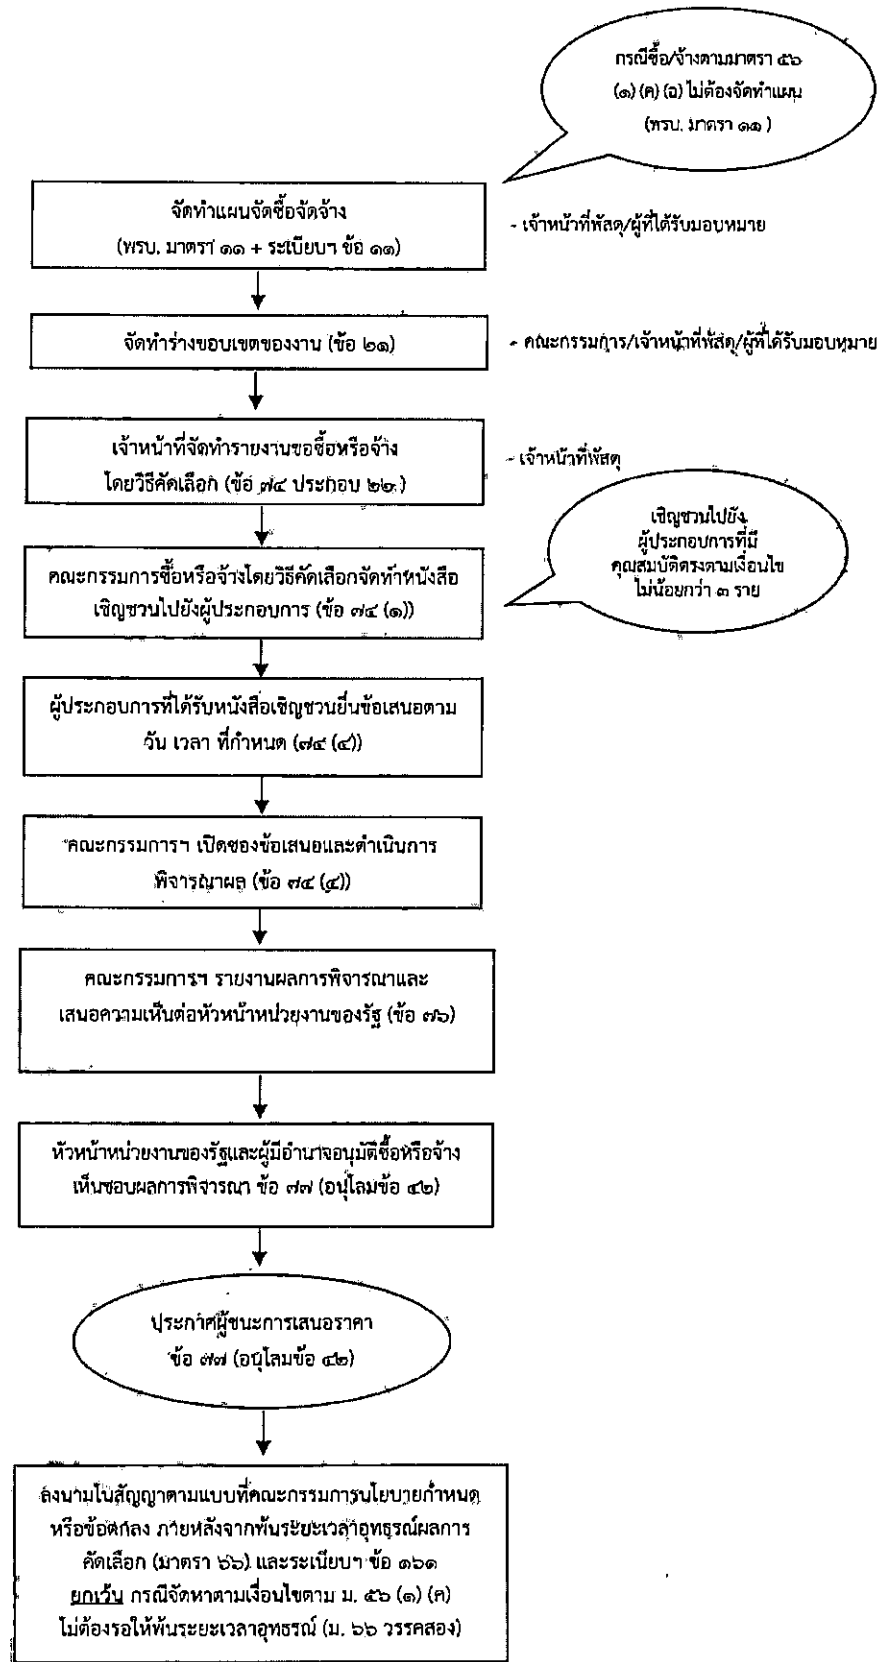 กรณีซื้อ/จ้างตามมาตรา ๕๖
(๑) (ค) (ฉ) ไม่ต้องจัดทำแผน
(พรบ. มาตรา ๑๑ )
จัดทำแผนจัดซื้อจัดจ้าง
(พรบ. มาตรา ๑๑ + ระเบียบฯ ข้อ ๑๑)
- เจ้าหน้าที่พัสดุ/ผู้ที่ได้รับมอบหมาย
จัดทำร่างขอบเขตของงาน (ข้อ ๒๑)
- คณะกรรมการ/เจ้าหน้าที่พัสดุ/ผู้ที่ได้รับมอบหมาย
เจ้าหน้าที่จัดทำรายงานขอซื้อหรือจ้าง
โดยวิธีคัดเลือก (ข้อ ๗๔ ประกอบ ๒๒ )
- เจ้าหน้าที่พัสดุ
เชิญชวนไปยัง
ผู้ประกอบการที่มี
คุณสมบัติตรงตามเงื่อนไข
ไม่น้อยกว่า ๓ ราย
คณะกรรมการซื้อหรือจ้างโดยวิธีคัดเลือกจัดทำหนังสือ
เชิญชวนไปยังผู้ประกอบการ (ข้อ ๗๔ (๑))
ผู้ประกอบการที่ได้รับหนังสือเชิญชวนยื่นข้อเสนอตาม
วัน เวลา ที่กำหนด (๗๔ (๔))
คณะกรรมการฯ เปิดซองข้อเสนอและดำเนินการ
พิจารณาผล (ข้อ ๗๔ (๔))
คณะกรรมการฯ รายงานผลการพิจารณาและ
เสนอความเห็นต่อหัวหน้าหน่วยงานของรัฐ (ข้อ ๗๖)
หัวหน้าหน่วยงานของรัฐและผู้มีอำนาจอนุมัติซื้อหรือจ้าง
เห็นชอบผลการพิจารณา ข้อ ๗๗ (อนุโลมข้อ ๔๒)
ประกาศผู้ชนะการเสนอราคา
ข้อ ๗๗ (อนุโลมข้อ ๔๒)
ลงนามในสัญญาตามแบบที่คณะกรรมการนโยบายกำหนด
หรือข้อตกลง ภายหลังจากพ้นระยะเวลาอุทธรณ์ผลการ
คัดเลือก (มาตรา ๖๖) และระเบียบฯ ข้อ ๑๖๑
ยกเว้น กรณีจัดหาตามเงื่อนไขตาม ม. ๕๖ (๑) (ค)
ไม่ต้องรอให้พ้นระยะเวลาอุทธรณ์ (ม. ๖๖ วรรคสอง)